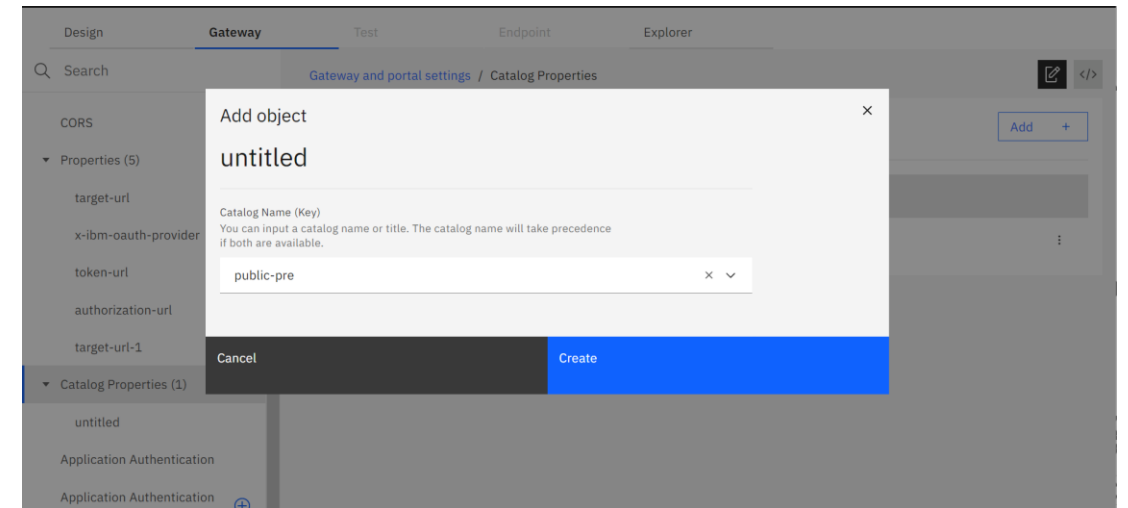 Design Gateway Test Endpoint Explorer
Search
Gateway and portal settings / Catalog Properties
</>
CORS
Properties (5)
target-url
x-ibm-oauth-provider
token-url
authorization-url
target-url-1
Catalog Properties (1)
untitled
Application Authentication
Application Authentication
Add +
Add object
untitled
Catalog Name (Key)
You can input a catalog name or title. The catalog name will take precedence
if both are available.
public-pre
Cancel
Create